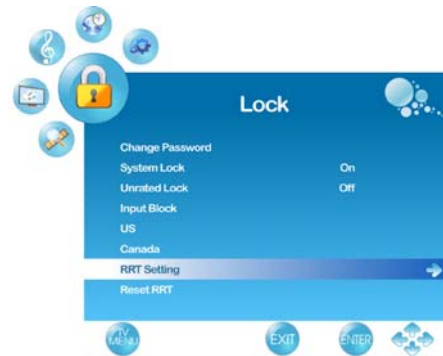 Lock
Change Password
System Lock On
Unrated Lock Off
Input Block
US
Canada
RRT Setting
Reset RRT
TV MENU EXIT ENTER